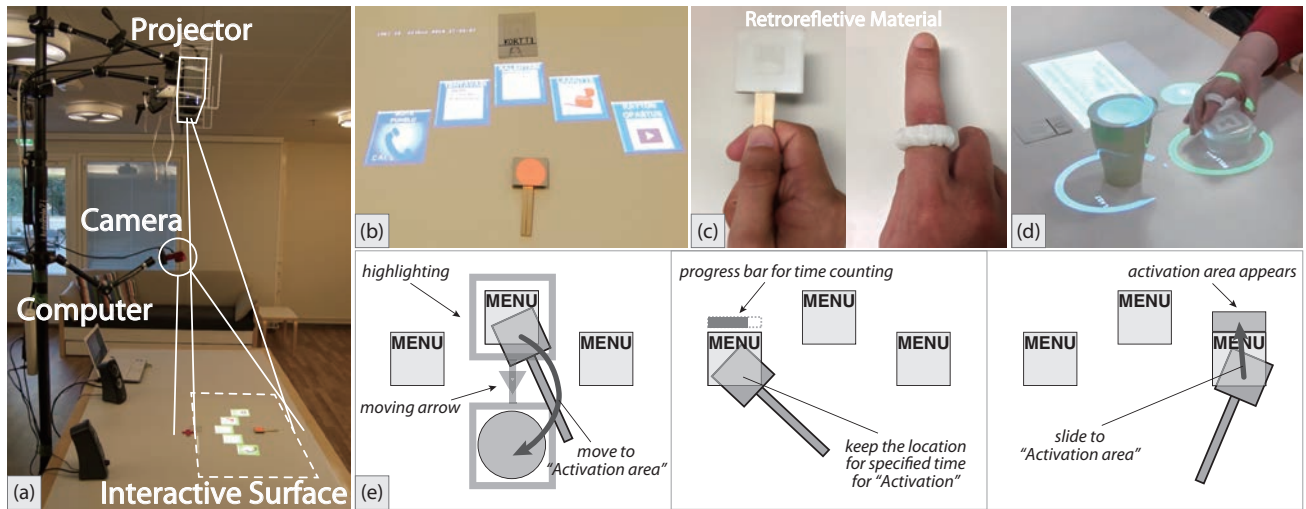 Projector
Camera
Computer
Interactive Surface
(a)
KORTTI
CALL
(b)
Retrorefletive Material
(c)
(d)
highlighting
MENU
MENU
MENU
moving arrow
move to
“Activation area”
(e)
progress bar for time counting
MENU
MENU
MENU
keep the location
for specified time
for “Activation”
activation area appears
MENU
MENU
MENU
slide to
“Activation area”